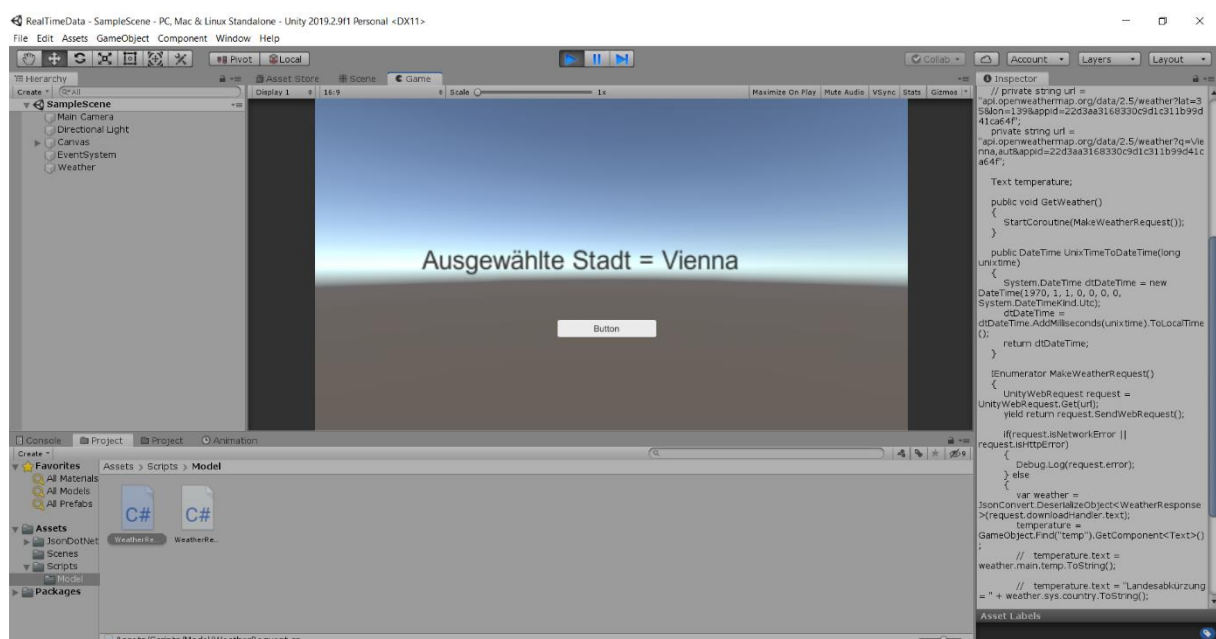 RealTimeData - SampleScene - PC, Mac & Linux Standalone - Unity 2019.2.9f1 Personal <DX11>
File Edit Assets GameObject Component Window Help
Pivot Local
Collab Account Layers Layout
Hierarchy
Create All
SampleScene
Main Camera
Directional Light
Canvas
EventSystem
Weather
Asset Store Scene Game
Display 1 16:9 Scale 1x Maximize On Play Mute Audio VSync Stats Gizmos
Ausgewählte Stadt = Vienna
Button
Inspector
// private string url =
"api.openweathermap.org/data/2.5/weather?lat=3
5&lon=139&appid=22d3aa3168330c9d1c311b99d
41ca64f";
private string url =
"api.openweathermap.org/data/2.5/weather?q=Vie
nna,aut&appid=22d3aa3168330c9d1c311b99d41c
a64f";
Text temperature;
public void GetWeather()
{
StartCoroutine(MakeWeatherRequest());
}
public DateTime UnixTimeToDateTime(long
unixtime)
{
System.DateTime dtDateTime = new
DateTime(1970, 1, 1, 0, 0, 0, 0,
System.DateTimeKind.Utc);
dtDateTime =
dtDateTime.AddMilliseconds(unixtime).ToLocalTime
();
return dtDateTime;
}
IEnumerator MakeWeatherRequest()
{
UnityWebRequest request =
UnityWebRequest.Get(url);
yield return request.SendWebRequest();
if(request.isNetworkError ||
request.isHttpError)
{
Debug.Log(request.error);
} else
{
var weather =
JsonConvert.DeserializeObject<WeatherResponse
>(request.downloadHandler.text);
temperature =
GameObject.Find("temp").GetComponent<Text>()
;
// temperature.text =
weather.main.temp.ToString();
// temperature.text = "Landesabkürzung
= " + weather.sys.country.ToString();
Asset Labels
Console Project Project Animation
Create
9
Favorites
All Materials
All Models
All Prefabs
Assets
JsonDotNet
Scenes
Scripts
Model
Packages
Assets > Scripts > Model
C# C#
WeatherRe... WeatherRe...